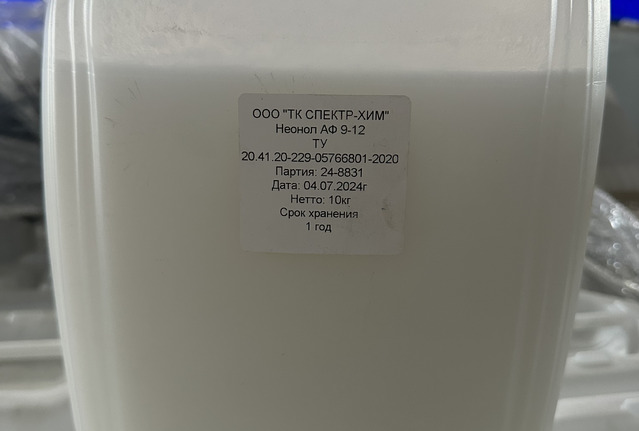 ООО "ТК СПЕКТР-ХИМ"
Неонол АФ 9-12
ТУ
20.41.20-229-05766801-2020
Партия: 24-8831
Дата: 04.07.2024г
Нетто: 10кг
Срок хранения
1 год